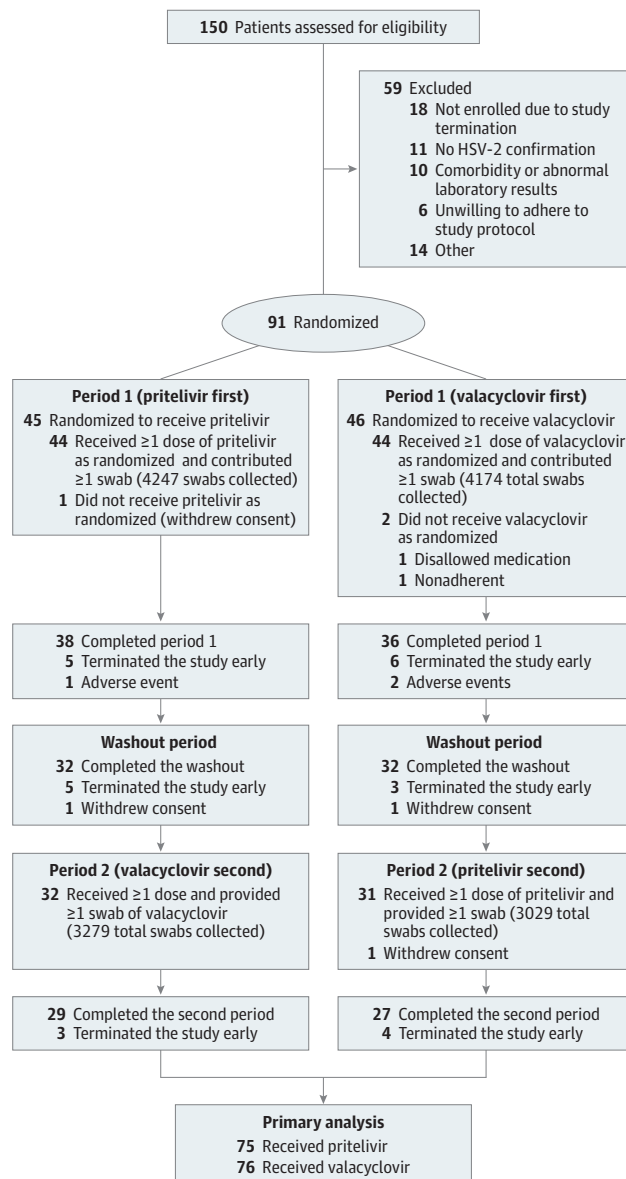 150 Patients assessed for eligibility
59 Excluded
18 Not enrolled due to study
termination
11 No HSV-2 confirmation
10 Comorbidity or abnormal
laboratory results
6 Unwilling to adhere to
study protocol
14 Other
91 Randomized
Period 1 (pritelivir first)
45 Randomized to receive pritelivir
44 Received ≥1 dose of pritelivir
as randomized and contributed
≥1 swab (4247 swabs collected)
1 Did not receive pritelivir as
randomized (withdrew consent)
Period 1 (valacyclovir first)
46 Randomized to receive valacyclovir
44 Received ≥1 dose of valacyclovir
as randomized and contributed
≥1 swab (4174 total swabs
collected)
2 Did not receive valacyclovir
as randomized
1 Disallowed medication
1 Nonadherent
38 Completed period 1
5 Terminated the study early
1 Adverse event
36 Completed period 1
6 Terminated the study early
2 Adverse events
Washout period
32 Completed the washout
5 Terminated the study early
1 Withdrew consent
Washout period
32 Completed the washout
3 Terminated the study early
1 Withdrew consent
Period 2 (valacyclovir second)
32 Received ≥1 dose and provided
≥1 swab of valacyclovir
(3279 total swabs collected)
Period 2 (pritelivir second)
31 Received ≥1 dose of pritelivir and
provided ≥1 swab (3029 total
swabs collected)
1 Withdrew consent
29 Completed the second period
3 Terminated the study early
27 Completed the second period
4 Terminated the study early
Primary analysis
75 Received pritelivir
76 Received valacyclovir